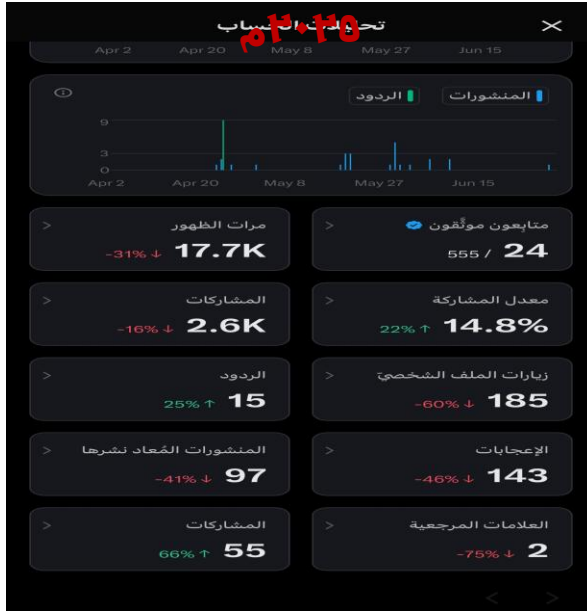 تحليلات الحساب
٢٠٢٥م
Apr 2 Apr 20 May 8 May 27 Jun 15
المنشورات الردود
9
3
0
Apr 2 Apr 20 May 8 May 27 Jun 15
متابعون موثَّقون
24 / 555
مرات الظهور
17.7K ↓ -31%
معدل المشاركة
14.8% ↑ 22%
المشاركات
2.6K ↓ -16%
زيارات الملف الشخصيّ
185 ↓ -60%
الردود
15 ↑ 25%
الإعجابات
143 ↓ -46%
المنشورات المُعاد نشرها
97 ↓ -41%
العلامات المرجعية
2 ↓ -75%
المشاركات
55 ↑ 66%